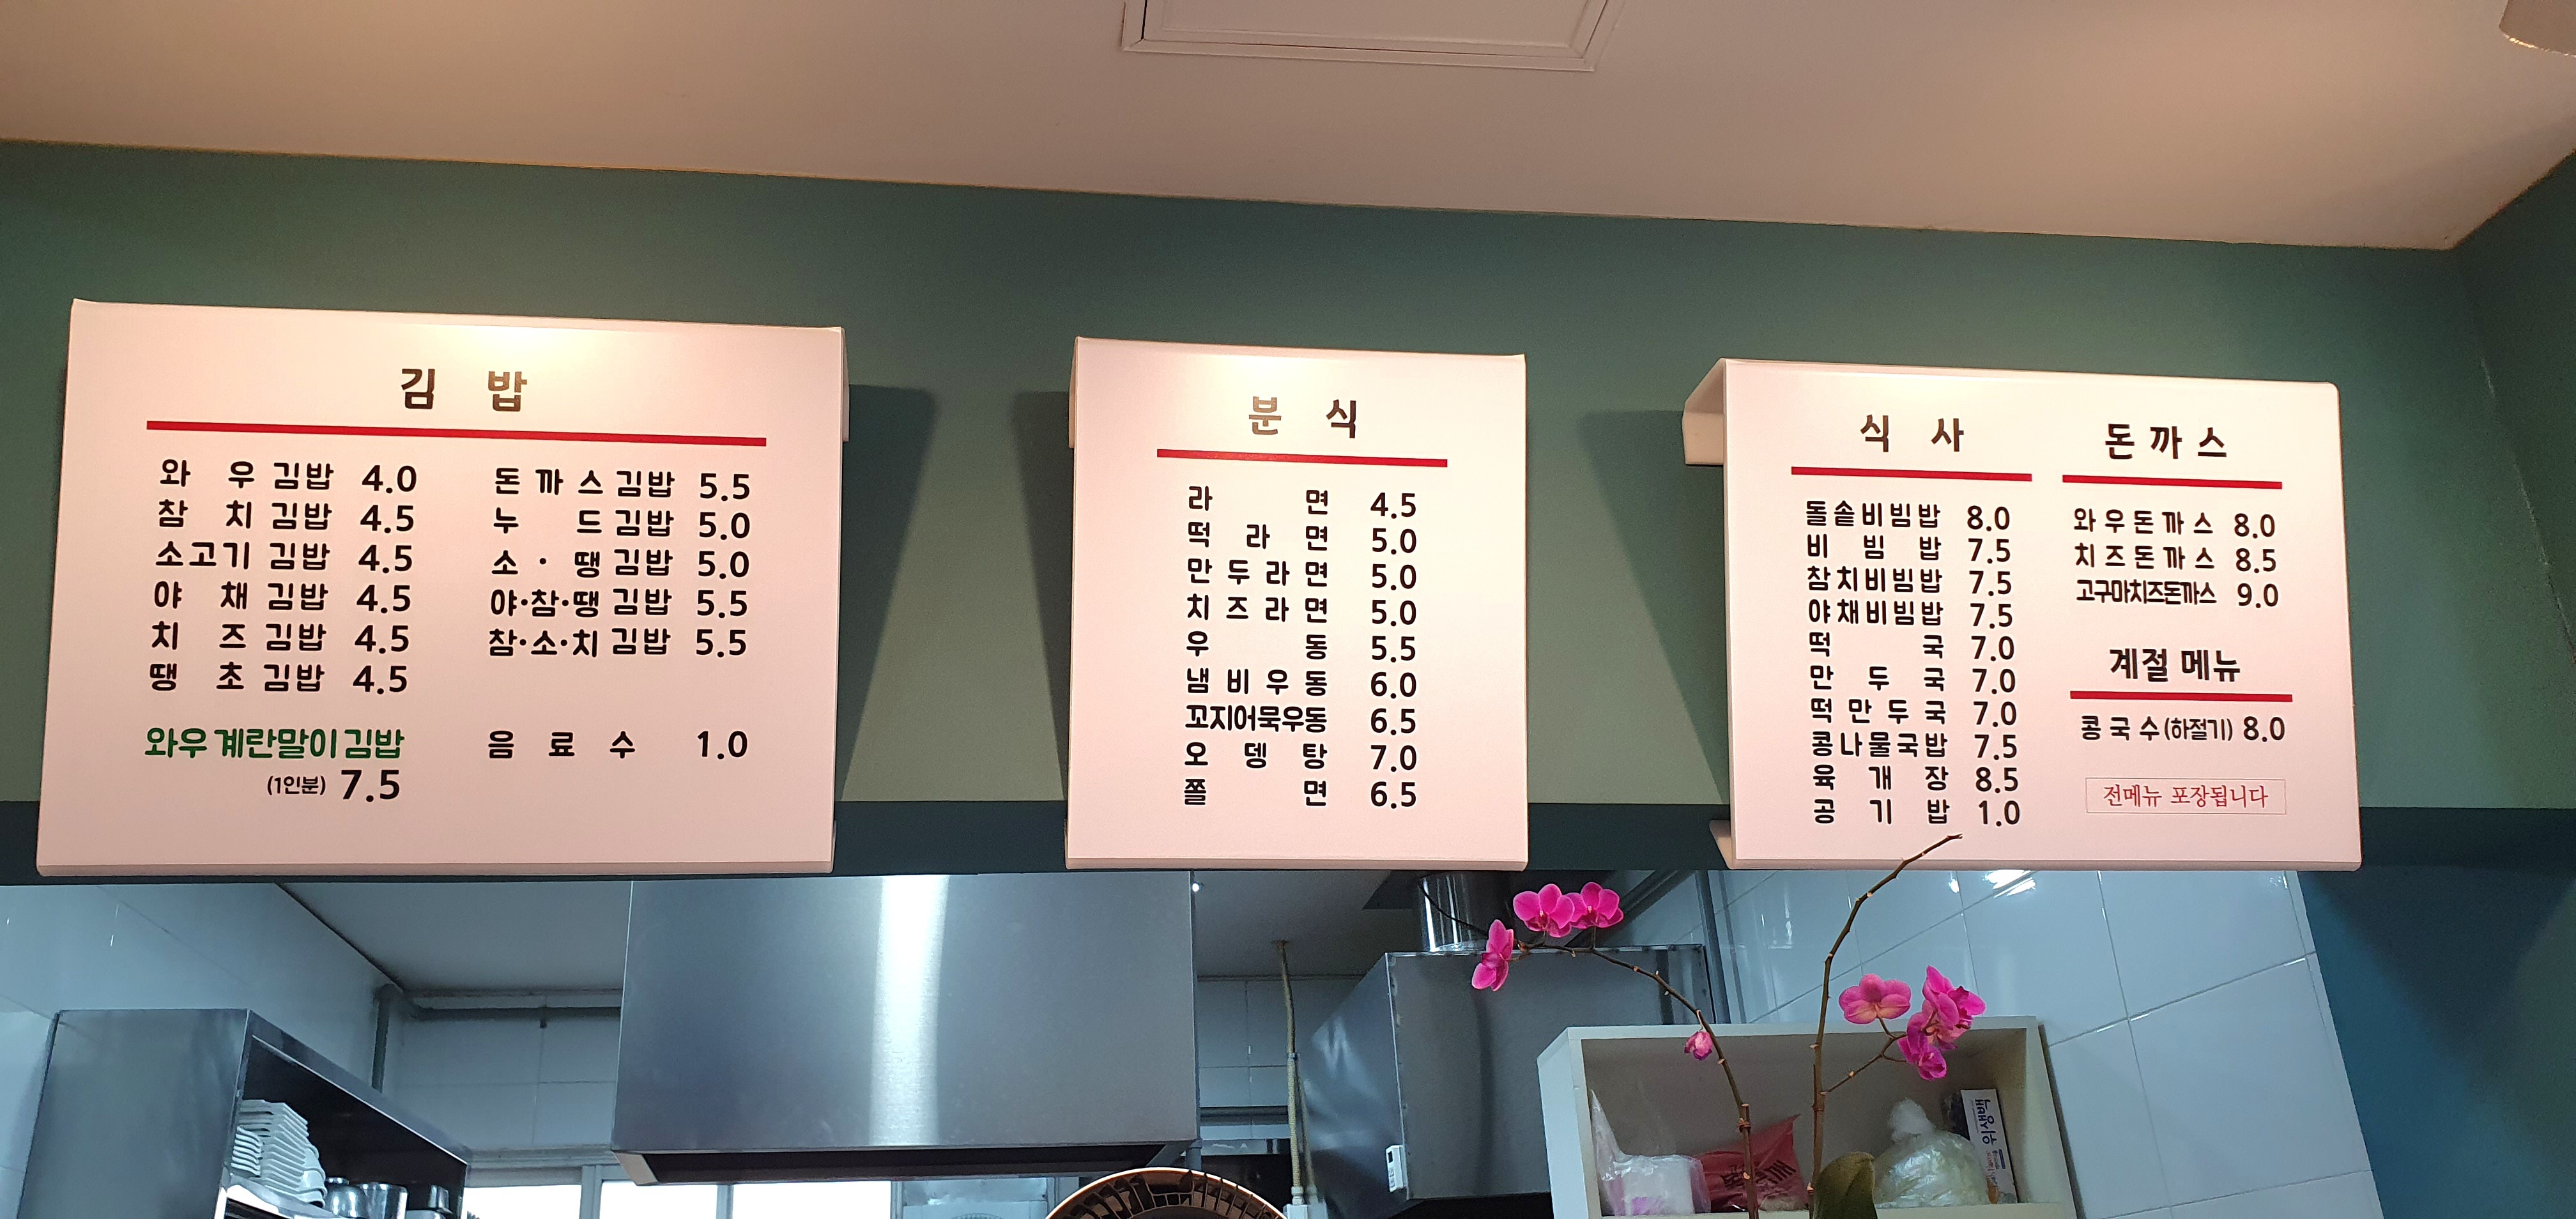 김밥
와우김밥 4.0
참치김밥 4.5
소고기김밥 4.5
야채김밥 4.5
치즈김밥 4.5
땡초김밥 4.5
와우계란말이김밥
(1인분) 7.5
돈까스김밥 5.5
누드김밥 5.0
소·땡김밥 5.0
야·참·땡김밥 5.5
참·소·치김밥 5.5
음료수 1.0
분식
라면 4.5
떡라면 5.0
만두라면 5.0
치즈라면 5.0
우동 5.5
냄비우동 6.0
꼬지어묵우동 6.5
오뎅탕 7.0
쫄면 6.5
식사
돌솥비빔밥 8.0
비빔밥 7.5
참치비빔밥 7.5
야채비빔밥 7.5
떡국 7.0
만두국 7.0
떡만두국 7.0
콩나물국밥 7.5
육개장 8.5
공기밥 1.0
돈까스
와우돈까스 8.0
치즈돈까스 8.5
고구마치즈돈까스 9.0
계절 메뉴
콩국수(하절기) 8.0
전메뉴 포장됩니다